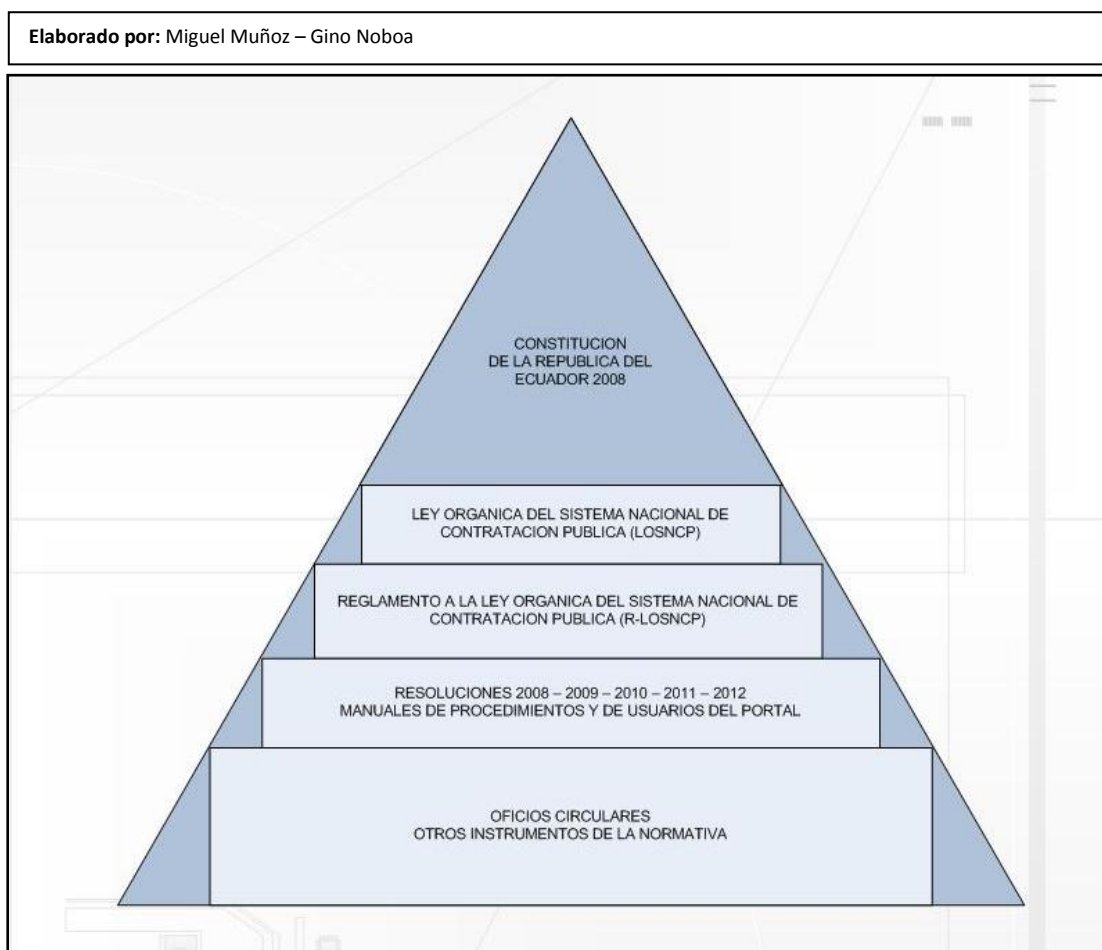 Elaborado por: Miguel Muñoz – Gino Noboa
CONSTITUCION
DE LA REPUBLICA DEL
ECUADOR 2008
LEY ORGANICA DEL SISTEMA NACIONAL DE
CONTRATACION PUBLICA (LOSNCP)
REGLAMENTO A LA LEY ORGANICA DEL SISTEMA NACIONAL DE
CONTRATACION PUBLICA (R-LOSNCP)
RESOLUCIONES 2008 – 2009 – 2010 – 2011 – 2012
MANUALES DE PROCEDIMIENTOS Y DE USUARIOS DEL PORTAL
OFICIOS CIRCULARES
OTROS INSTRUMENTOS DE LA NORMATIVA